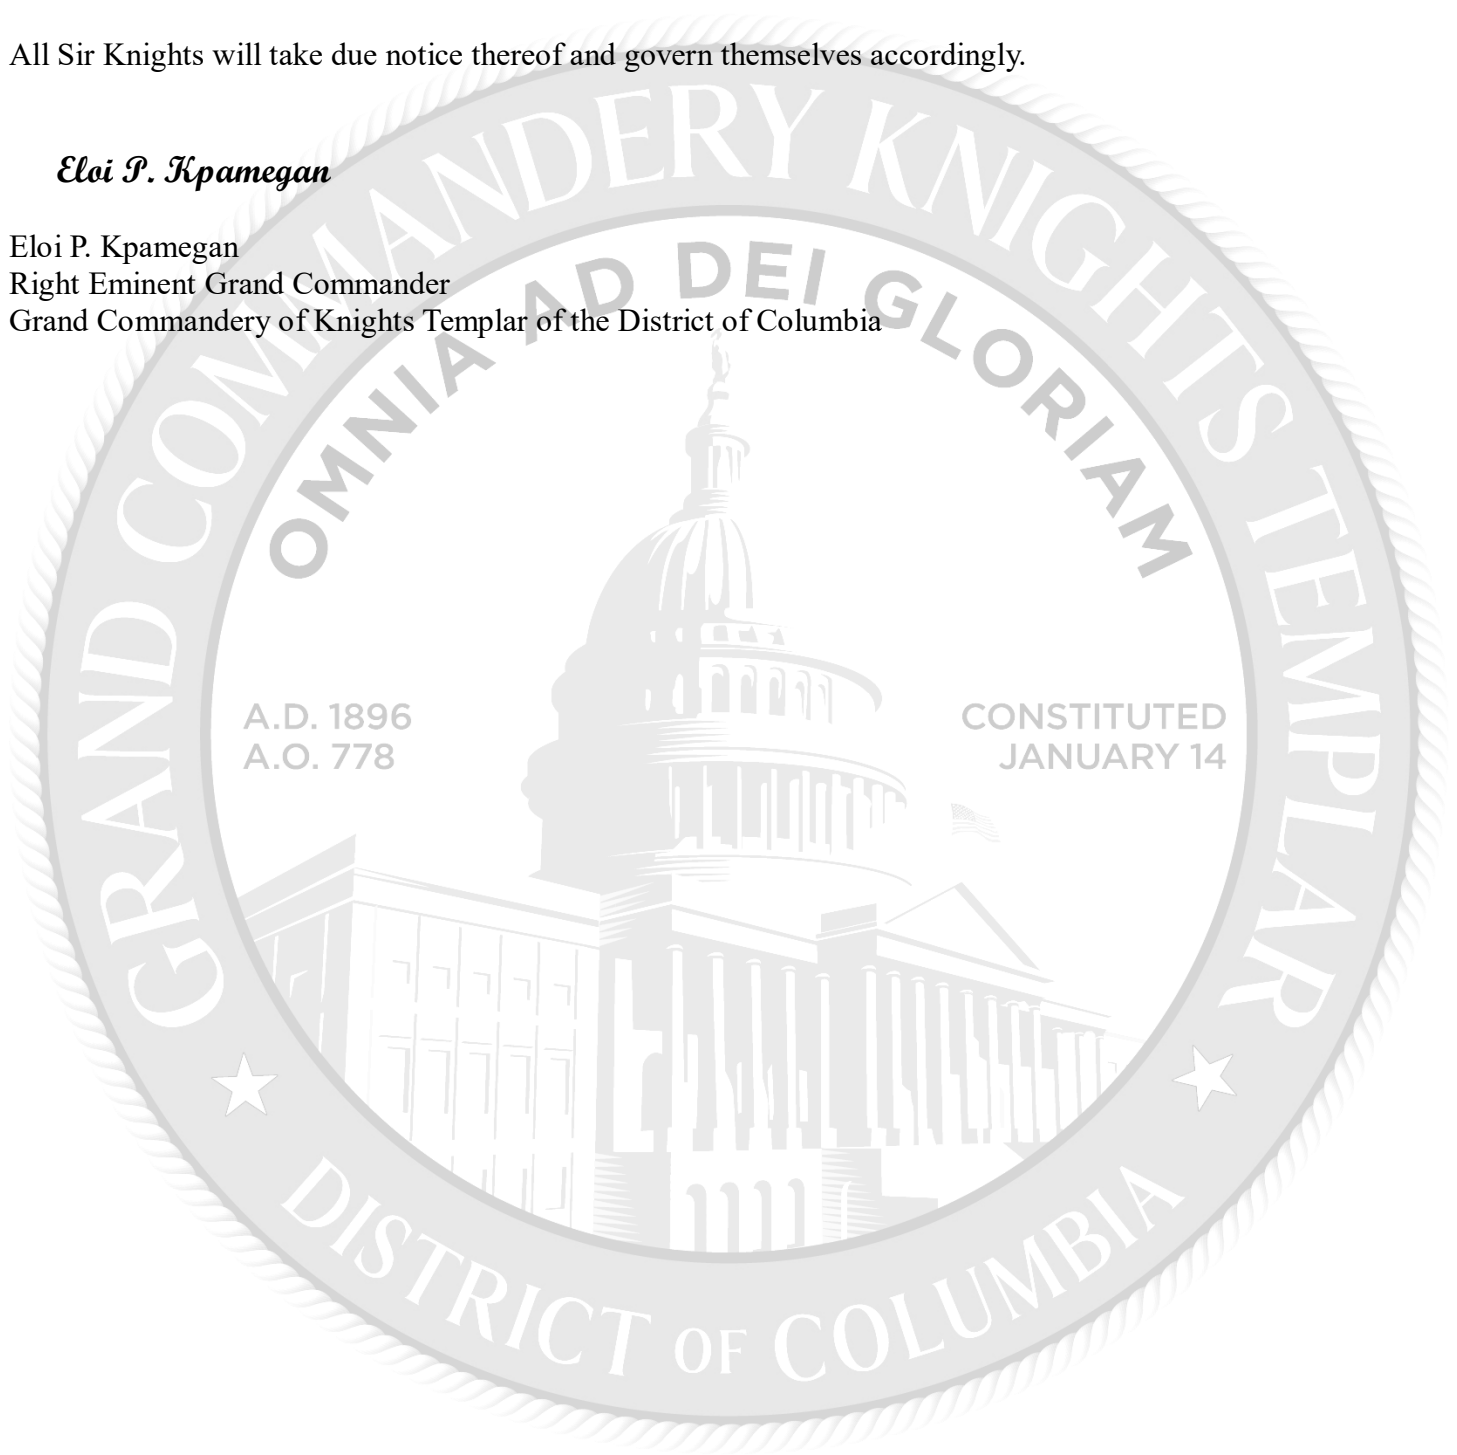 All Sir Knights will take due notice thereof and govern themselves accordingly.
Eloi P. Kpamegan
Eloi P. Kpamegan
Right Eminent Grand Commander
Grand Commandery of Knights Templar of the District of Columbia
GRAND COMMANDERY KNIGHTS TEMPLAR
OMNIA AD DEI GLORIAM
A.D. 1896
A.O. 778
CONSTITUTED
JANUARY 14
DISTRICT OF COLUMBIA